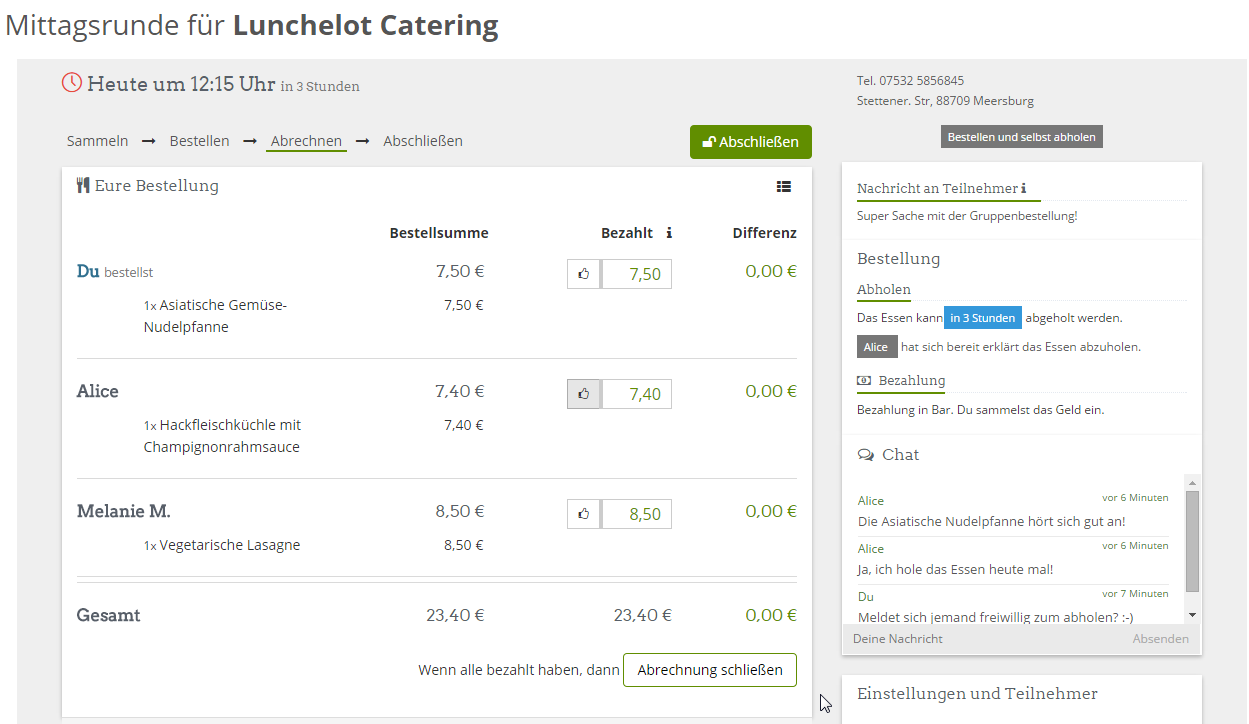 Mittagsrunde für Lunchelot Catering
Heute um 12:15 Uhr in 3 Stunden
Sammeln → Bestellen → Abrechnen → Abschließen
Abschließen
Eure Bestellung
Bestellsumme Bezahlt Differenz
Du bestellst 7,50 € 7,50 0,00 €
1x Asiatische Gemüse- 7,50 €
Nudelpfanne
Alice 7,40 € 7,40 0,00 €
1x Hackfleischküchle mit 7,40 €
Champignonrahmsauce
Melanie M. 8,50 € 8,50 0,00 €
1x Vegetarische Lasagne 8,50 €
Gesamt 23,40 € 23,40 € 0,00 €
Wenn alle bezahlt haben, dann Abrechnung schließen
Tel. 07532 5856845
Stettener. Str, 88709 Meersburg
Bestellen und selbst abholen
Nachricht an Teilnehmer
Super Sache mit der Gruppenbestellung!
Bestellung
Abholen
Das Essen kann in 3 Stunden abgeholt werden.
Alice hat sich bereit erklärt das Essen abzuholen.
Bezahlung
Bezahlung in Bar. Du sammelst das Geld ein.
Chat
Alice vor 6 Minuten
Die Asiatische Nudelpfanne hört sich gut an!
Alice vor 6 Minuten
Ja, ich hole das Essen heute mal!
Du vor 7 Minuten
Meldet sich jemand freiwillig zum abholen? :-)
Deine Nachricht Absenden
Einstellungen und Teilnehmer